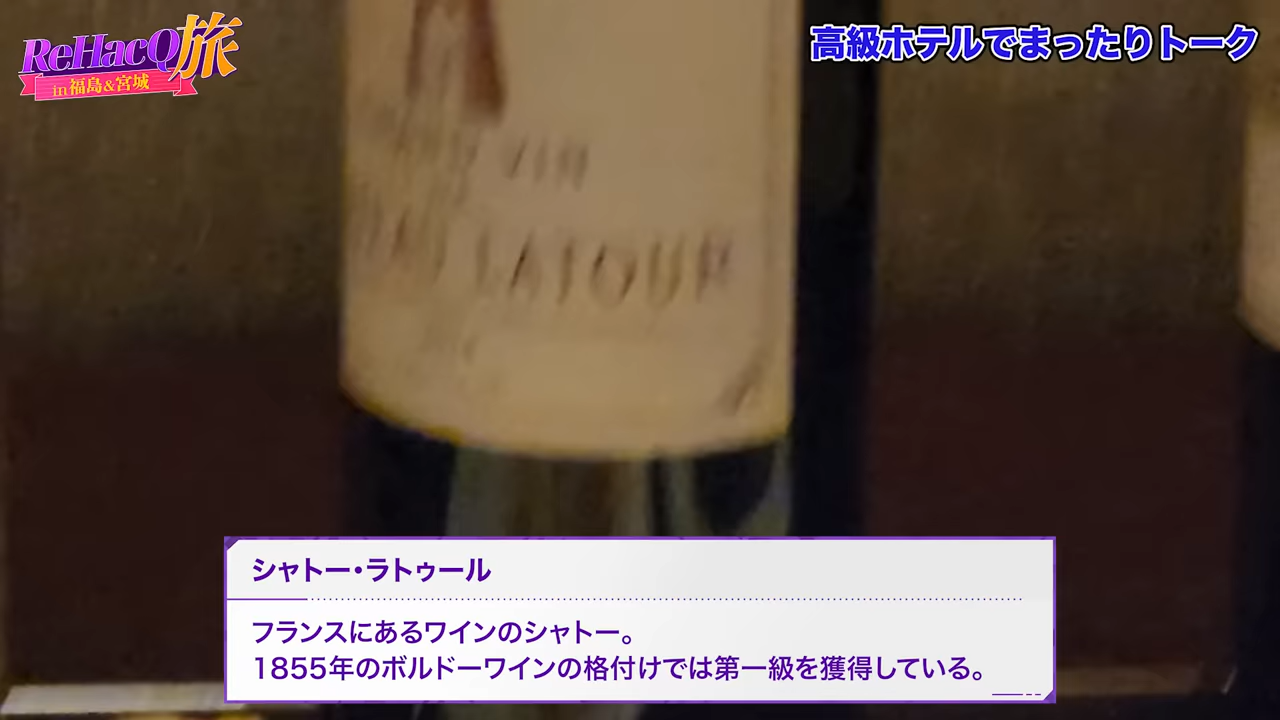 ReHacQ旅
in 福島&宮城
高級ホテルでまったりトーク
VIN
LATOUR
シャトー・ラトゥール
フランスにあるワインのシャトー。
1855年のボルドーワインの格付けでは第一級を獲得している。